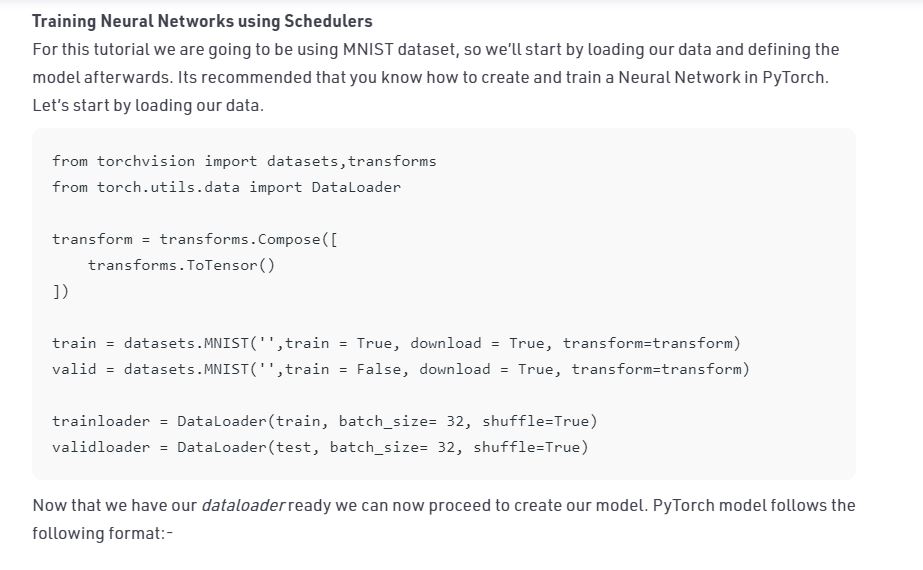 Training Neural Networks using Schedulers
For this tutorial we are going to be using MNIST dataset, so we'll start by loading our data and defining the
model afterwards. Its recommended that you know how to create and train a Neural Network in PyTorch.
Let's start by loading our data.
from torchvision import datasets,transforms
from torch.utils.data import DataLoader
transform = transforms.Compose([
    transforms.ToTensor()
])
train = datasets.MNIST('',train = True, download = True, transform=transform)
valid = datasets.MNIST('',train = False, download = True, transform=transform)
trainloader = DataLoader(train, batch_size= 32, shuffle=True)
validloader = DataLoader(test, batch_size= 32, shuffle=True)
Now that we have our dataloader ready we can now proceed to create our model. PyTorch model follows the
following format:-